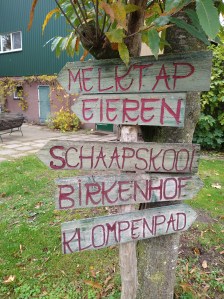 MELKTAP
EIEREN
SCHAAPSKOOI
BIRKENHOF
KLOMPENPAD